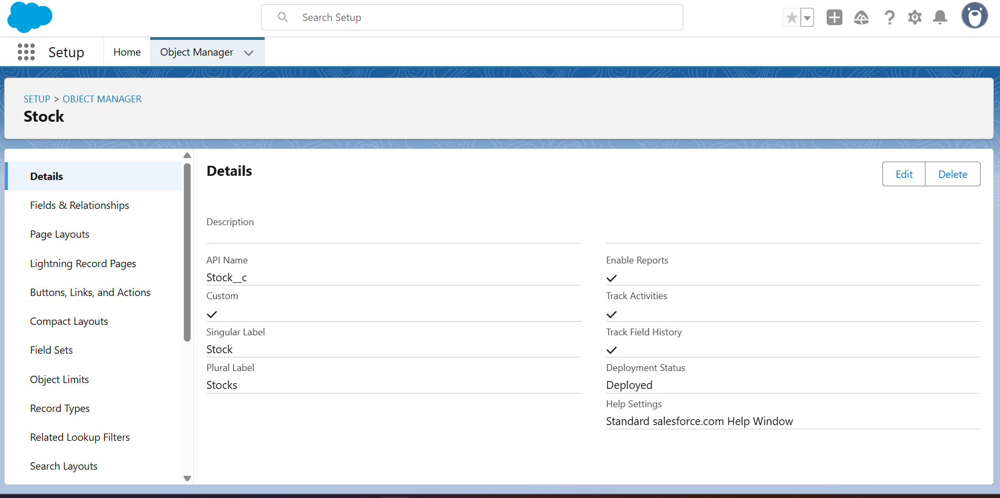 Search Setup
Setup
Home
Object Manager
SETUP > OBJECT MANAGER
Stock
Details
Fields & Relationships
Page Layouts
Lightning Record Pages
Buttons, Links, and Actions
Compact Layouts
Field Sets
Object Limits
Record Types
Related Lookup Filters
Search Layouts
Details
Edit
Delete
Description
API Name
Stock__c
Custom
Singular Label
Stock
Plural Label
Stocks
Enable Reports
Track Activities
Track Field History
Deployment Status
Deployed
Help Settings
Standard salesforce.com Help Window